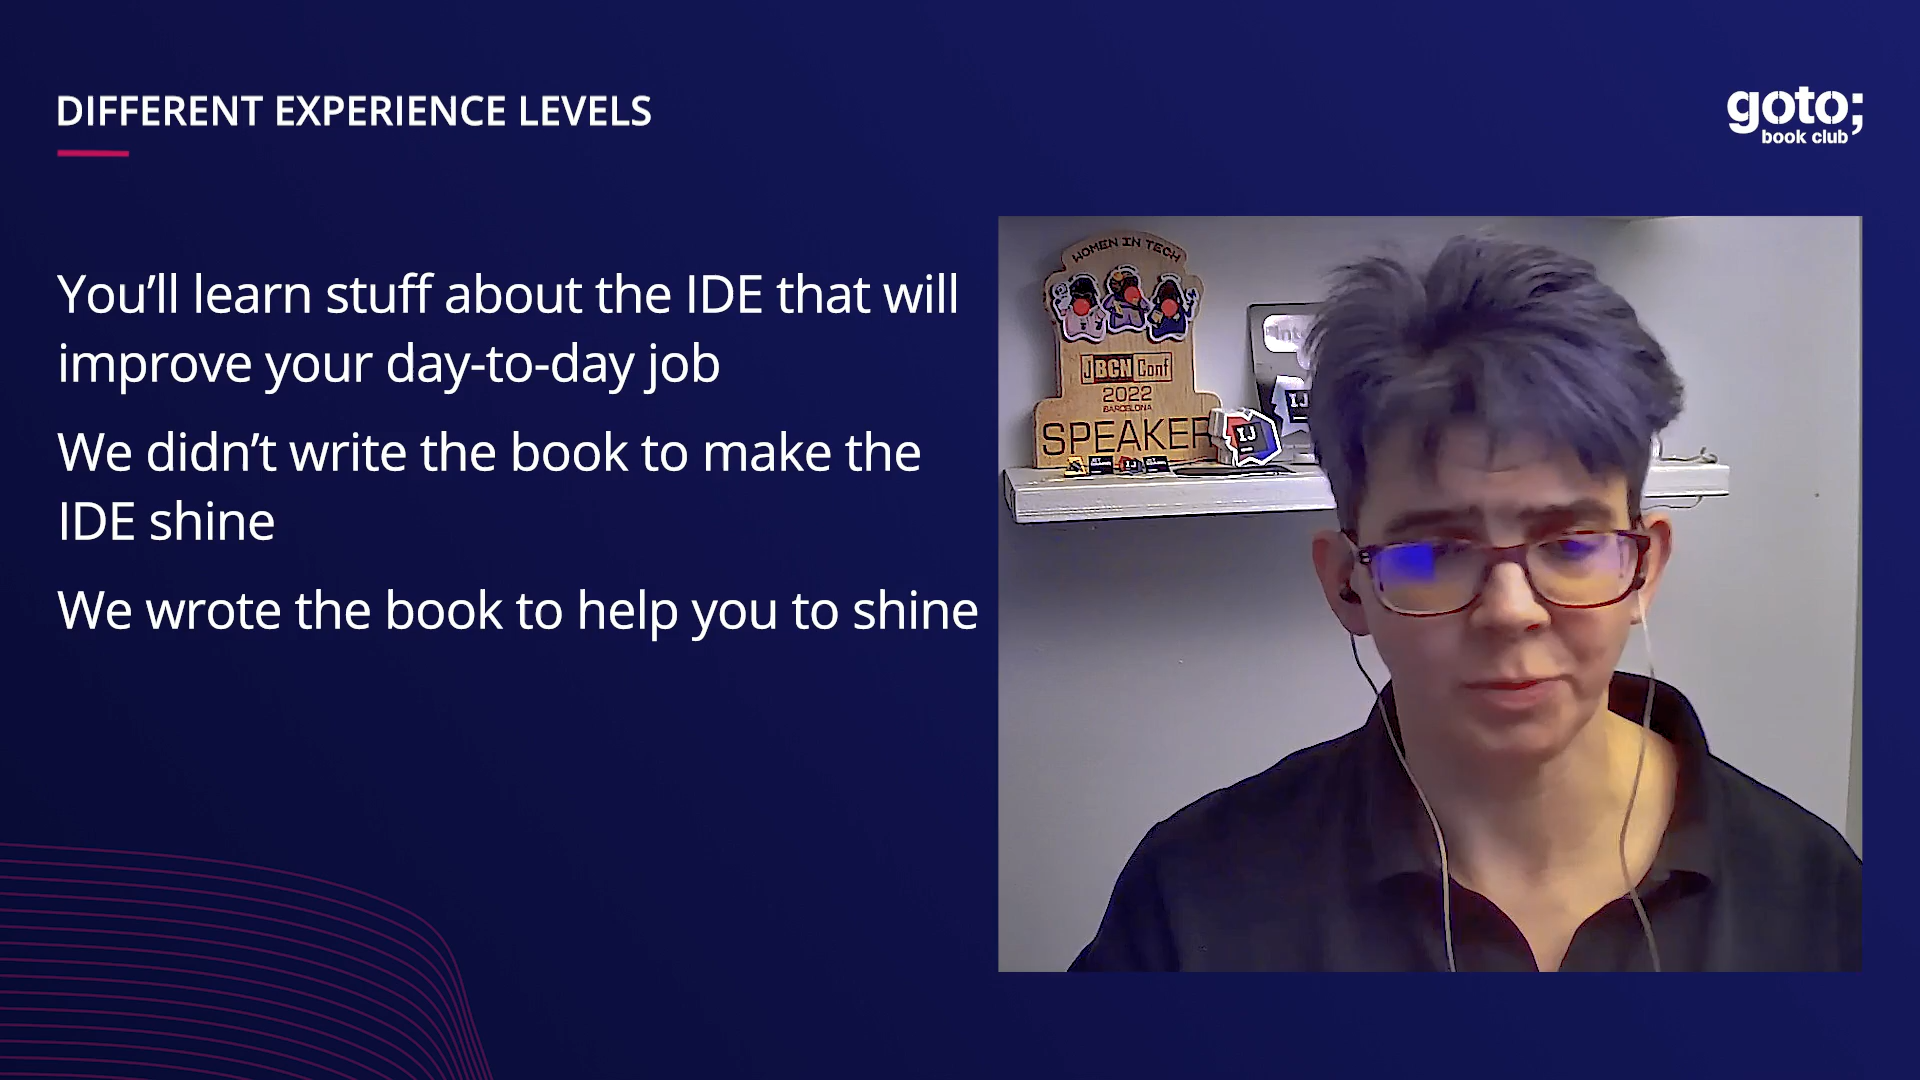 DIFFERENT EXPERIENCE LEVELS
goto;
book club
You’ll learn stuff about the IDE that will
improve your day-to-day job
We didn’t write the book to make the
IDE shine
We wrote the book to help you to shine
WOMEN IN TECH
JBCNConf
2022
BARCELONA
SPEAKER
IJ
IJ